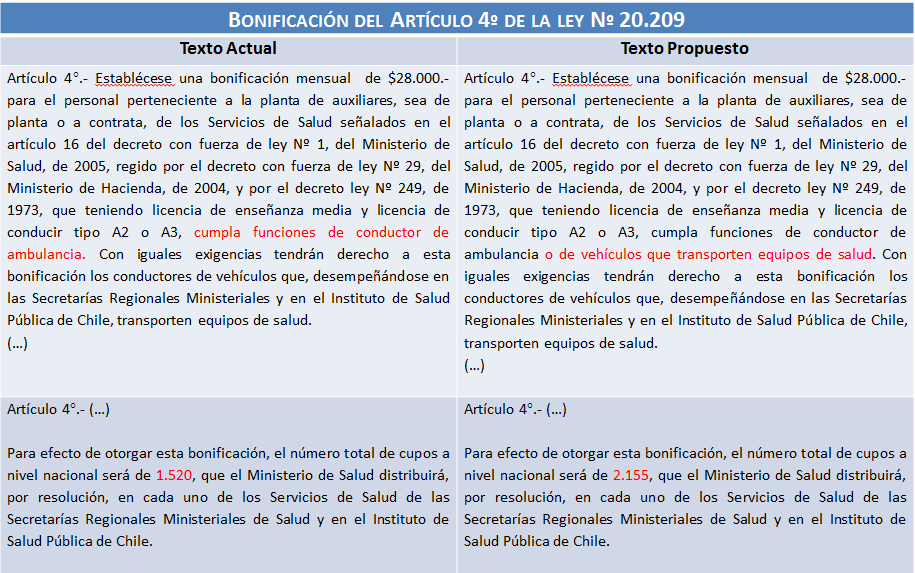 BONIFICACIÓN DEL ARTÍCULO 4º DE LA LEY Nº 20.209
Texto Actual
Artículo 4°.- Establécese una bonificación mensual de $28.000.-
para el personal perteneciente a la planta de auxiliares, sea de
planta o a contrata, de los Servicios de Salud señalados en el
artículo 16 del decreto con fuerza de ley Nº 1, del Ministerio de
Salud, de 2005, regido por el decreto con fuerza de ley Nº 29, del
Ministerio de Hacienda, de 2004, y por el decreto ley Nº 249, de
1973, que teniendo licencia de enseñanza media y licencia de
conducir tipo A2 o A3, cumpla funciones de conductor de
ambulancia. Con iguales exigencias tendrán derecho a esta
bonificación los conductores de vehículos que, desempeñándose en
las Secretarías Regionales Ministeriales y en el Instituto de Salud
Pública de Chile, transporten equipos de salud.
(...)
Texto Propuesto
Artículo 4°.- Establécese una bonificación mensual de $28.000.-
para el personal perteneciente a la planta de auxiliares, sea de
planta o a contrata, de los Servicios de Salud señalados en el
artículo 16 del decreto con fuerza de ley Nº 1, del Ministerio de
Salud, de 2005, regido por el decreto con fuerza de ley Nº 29, del
Ministerio de Hacienda, de 2004, y por el decreto ley Nº 249, de
1973, que teniendo licencia de enseñanza media y licencia de
conducir tipo A2 o A3, cumpla funciones de conductor de
ambulancia o de vehículos que transporten equipos de salud. Con
iguales exigencias tendrán derecho a esta bonificación los
conductores de vehículos que, desempeñándose en las Secretarías
Regionales Ministeriales y en el Instituto de Salud Pública de Chile,
transporten equipos de salud.
(...)
Artículo 4°.- (...)
Para efecto de otorgar esta bonificación, el número total de cupos a
nivel nacional será de 1.520, que el Ministerio de Salud distribuirá,
por resolución, en cada uno de los Servicios de Salud de las
Secretarías Regionales Ministeriales de Salud y en el Instituto de
Salud Pública de Chile.
Artículo 4°.- (...)
Para efecto de otorgar esta bonificación, el número total de cupos a
nivel nacional será de 2.155, que el Ministerio de Salud distribuirá,
por resolución, en cada uno de los Servicios de Salud de las
Secretarías Regionales Ministeriales de Salud y en el Instituto de
Salud Pública de Chile.